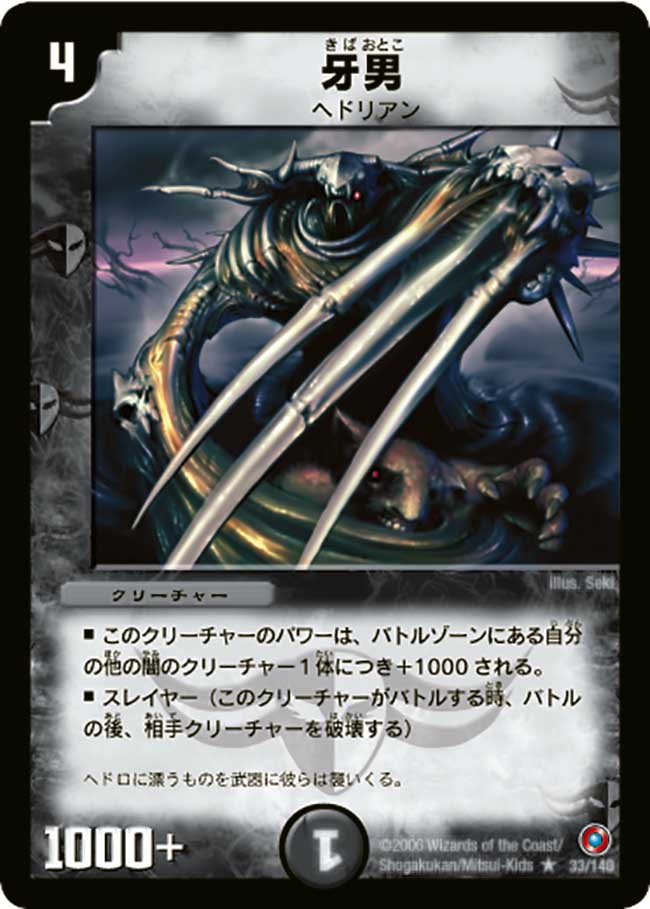 4
きば おとこ
牙男
ヘドリアン
illus. Seki
クリーチャー
■ このクリーチャーのパワーは、バトルゾーンにある自分
の他の闇のクリーチャー1体につき+1000される。
■ スレイヤー（このクリーチャーがバトルする時、バトル
の後、相手クリーチャーを破壊する）
ヘドロに漂うものを武器に彼らは襲いくる。
1000+
1
©2006 Wizards of the Coast/
Shogakukan/Mitsui-Kids ★ 33/140